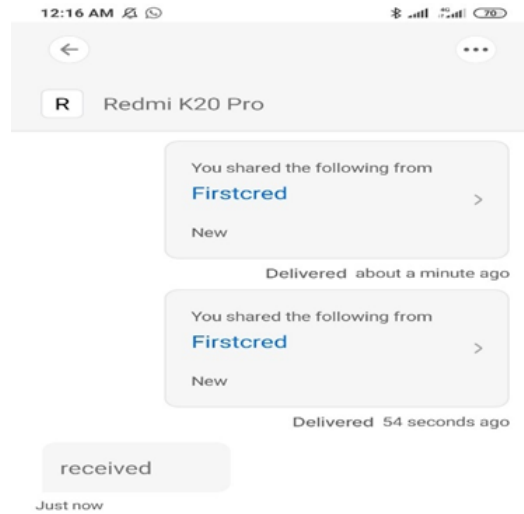 12:16 AM
70
R Redmi K20 Pro
You shared the following from
Firstcred
New
Delivered about a minute ago
You shared the following from
Firstcred
New
Delivered 54 seconds ago
received
Just now